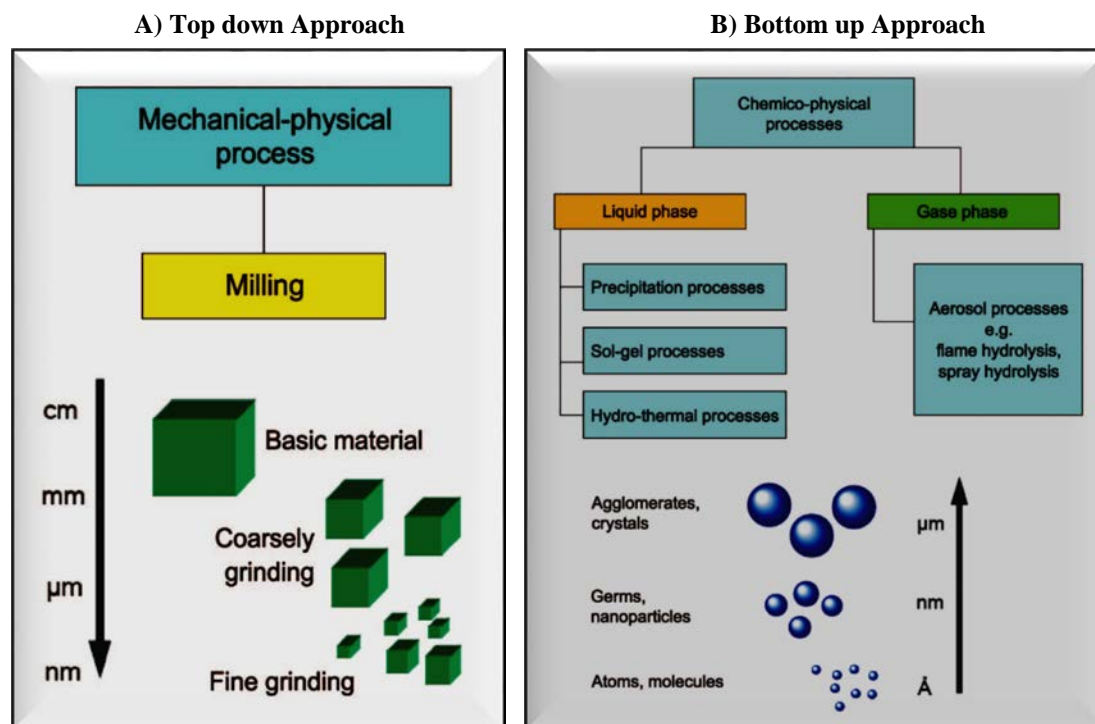 A) Top down Approach
Mechanical-physical
process
Milling
cm
mm
µm
nm
Basic material
Coarsely
grinding
Fine grinding
B) Bottom up Approach
Chemico-physical
processes
Liquid phase
Gase phase
Precipitation processes
Sol-gel processes
Hydro-thermal processes
Aerosol processes
e.g.
flame hydrolysis,
spray hydrolysis
Agglomerates,
crystals
Germs,
nanoparticles
Atoms, molecules
µm
nm
Å